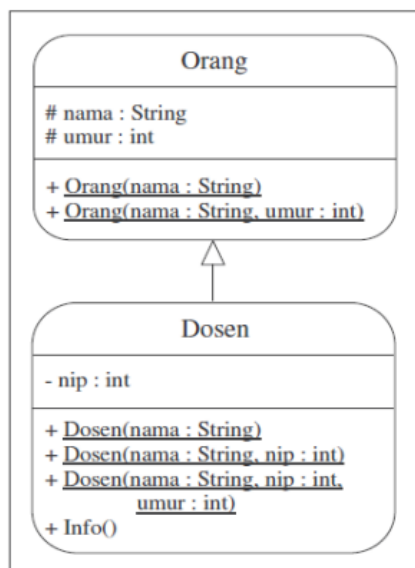 Orang
# nama : String
# umur : int
+ Orang(nama : String)
+ Orang(nama : String, umur : int)
Dosen
- nip : int
+ Dosen(nama : String)
+ Dosen(nama : String, nip : int)
+ Dosen(nama : String, nip : int,
umur : int)
+ Info()